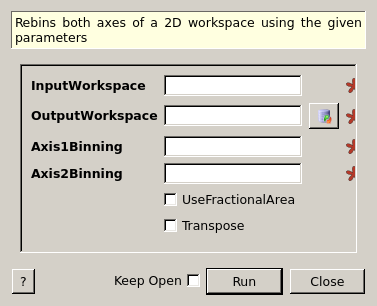 Rebins both axes of a 2D workspace using the given
parameters
InputWorkspace
OutputWorkspace
Axis1Binning
Axis2Binning
UseFractionalArea
Transpose
? Keep Open Run Close